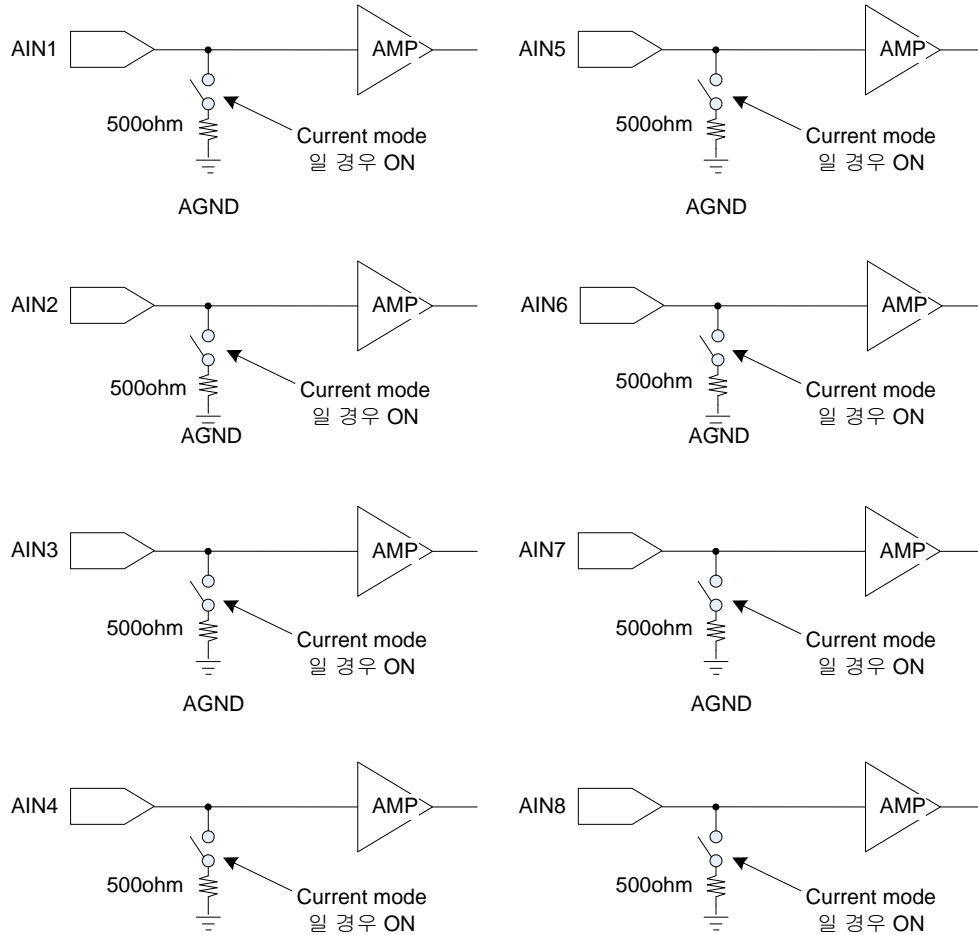 AIN1
AMP
500ohm
Current mode
일 경우 ON
AGND
AIN5
AMP
500ohm
Current mode
일 경우 ON
AGND
AIN2
AMP
500ohm
Current mode
일 경우 ON
AGND
AIN6
AMP
500ohm
Current mode
일 경우 ON
AGND
AIN3
AMP
500ohm
Current mode
일 경우 ON
AGND
AIN7
AMP
500ohm
Current mode
일 경우 ON
AGND
AIN4
AMP
500ohm
Current mode
일 경우 ON
AIN8
AMP
500ohm
Current mode
일 경우 ON